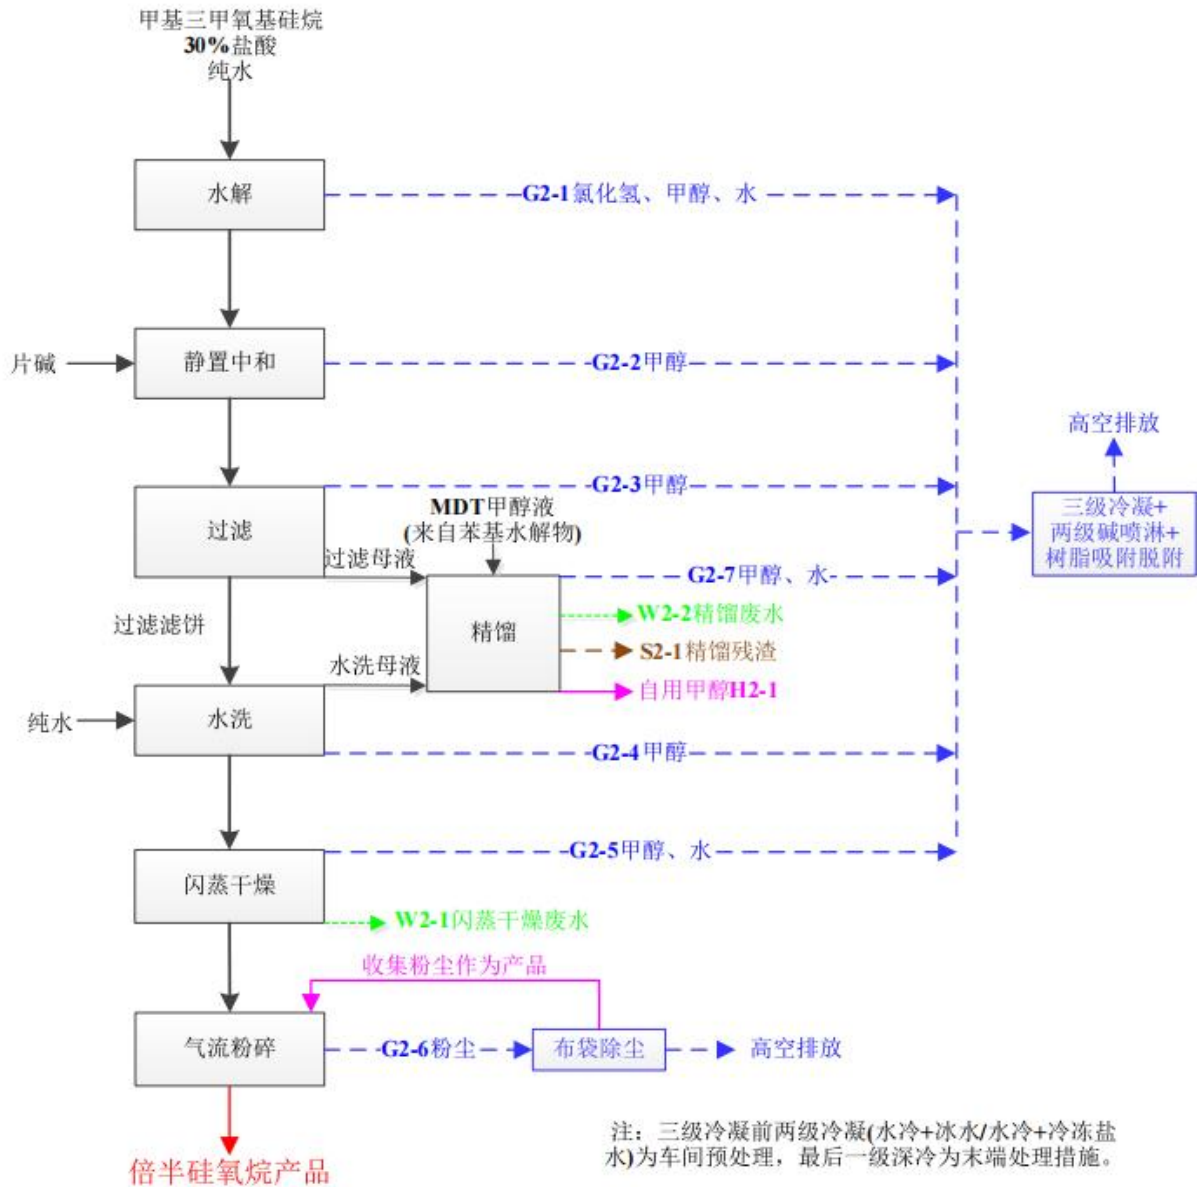 甲基三甲氧基硅烷
30%盐酸
纯水
水解
G2-1氯化氢、甲醇、水
片碱
静置中和
G2-2甲醇
高空排放
过滤
G2-3甲醇
MDT甲醇液
(来自苯基水解物)
三级冷凝+
两级碱喷淋+
树脂吸附脱附
过滤母液
G2-7甲醇、水
过滤滤饼
精馏
W2-2精馏废水
S2-1精馏残渣
水洗母液
自用甲醇H2-1
纯水
水洗
G2-4甲醇
闪蒸干燥
G2-5甲醇、水
W2-1闪蒸干燥废水
收集粉尘作为产品
气流粉碎
G2-6粉尘
布袋除尘
高空排放
倍半硅氧烷产品
注：三级冷凝前两级冷凝(水冷+冰水/水冷+冷冻盐
水)为车间预处理，最后一级深冷为末端处理措施。